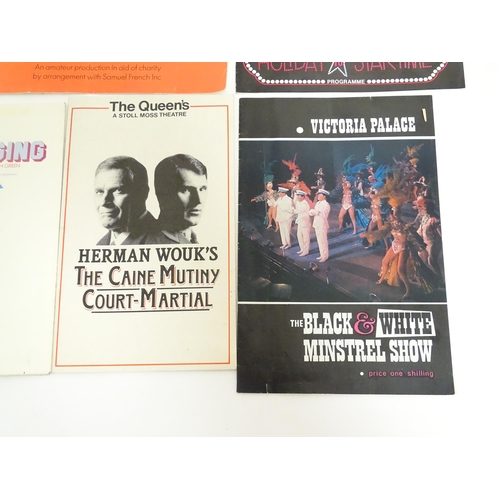 An amateur production in aid of charity
by arrangement with Samuel French Inc
HOLIDAY STARTIME
PROGRAMME
SING
GREEN
The Queen's
A STOLL MOSS THEATRE
HERMAN WOUK'S
THE CAINE MUTINY
COURT-MARTIAL
• VICTORIA PALACE
THE BLACK & WHITE
MINSTREL SHOW
• price one shilling